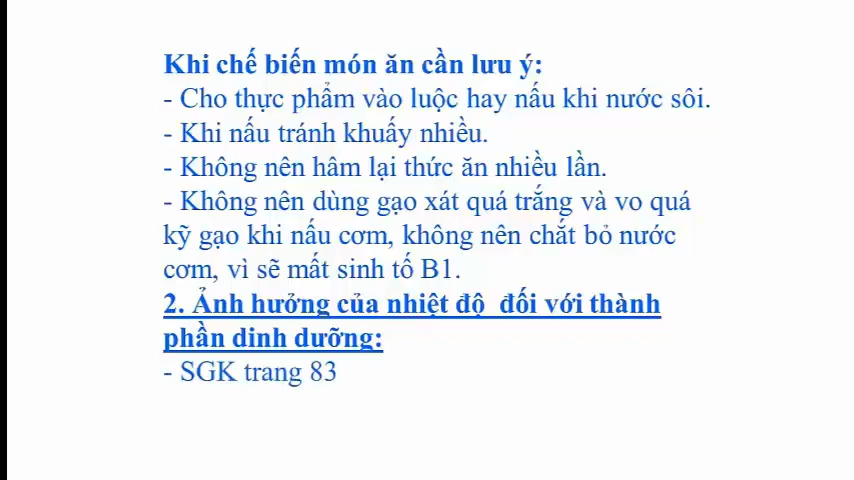 Khi chế biến món ăn cần lưu ý:
- Cho thực phẩm vào luộc hay nấu khi nước sôi.
- Khi nấu tránh khuấy nhiều.
- Không nên hâm lại thức ăn nhiều lần.
- Không nên dùng gạo xát quá trắng và vo quá
kỹ gạo khi nấu cơm, không nên chắt bỏ nước
cơm, vì sẽ mất sinh tố B1.
2. Ảnh hưởng của nhiệt độ đối với thành
phần dinh dưỡng:
- SGK trang 83